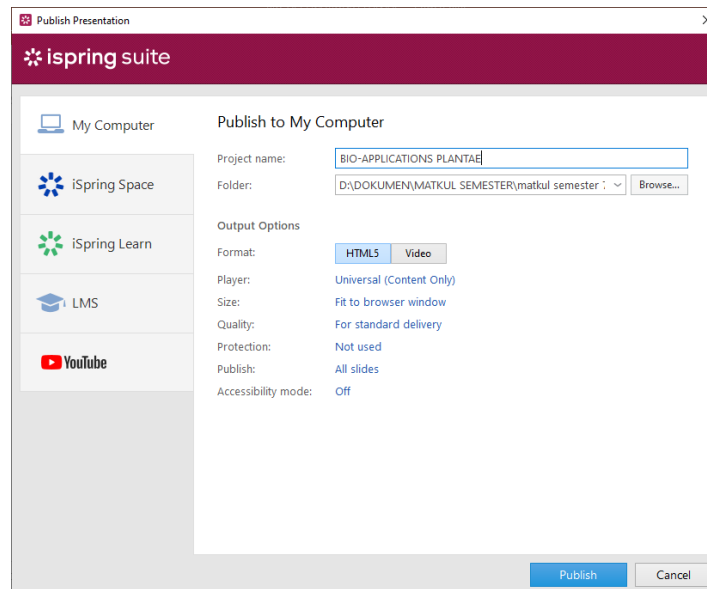 Publish Presentation
ispring suite
My Computer
iSpring Space
iSpring Learn
LMS
YouTube
Publish to My Computer
Project name: BIO-APPLICATIONS PLANTAE
Folder: D:\DOKUMEN\MATKUL SEMESTER\matkul semester Browse...
Output Options
Format: HTML5 Video
Player: Universal (Content Only)
Size: Fit to browser window
Quality: For standard delivery
Protection: Not used
Publish: All slides
Accessibility mode: Off
Publish Cancel